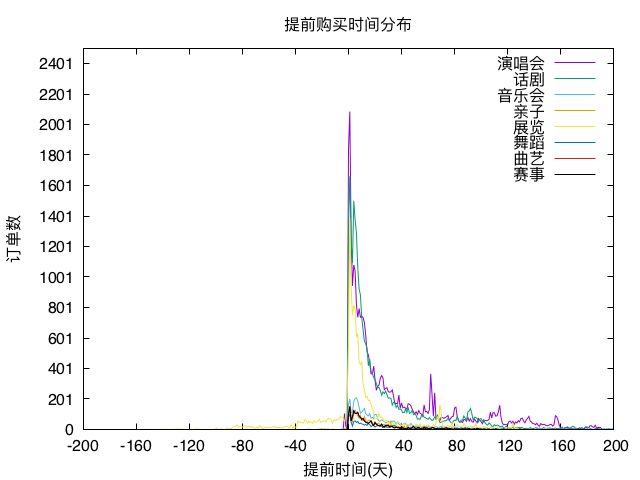 提前购买时间分布
2401
2201
2001
1801
1601
1401
1201
1001
801
601
401
201
0
订单数
演唱会
话剧
音乐会
亲子
展览
舞蹈
曲艺
赛事
-200 -160 -120 -80 -40 0 40 80 120 160 200
提前时间(天)